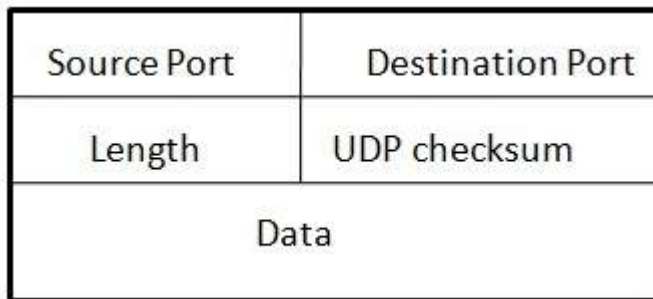 Source Port Destination Port
Length UDP checksum
Data